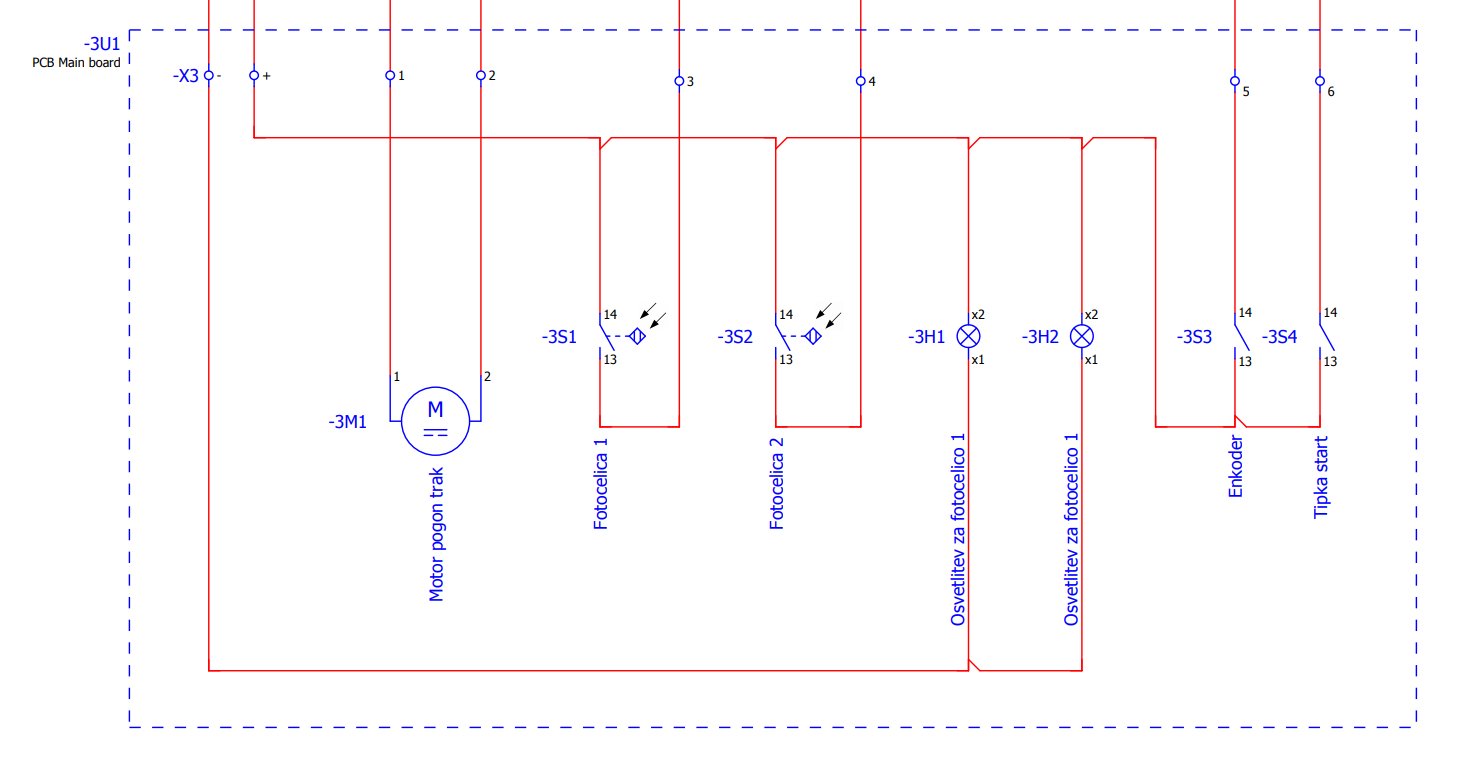 -3U1
PCB Main board
-X3
-
+
1
2
3
4
5
6
14
-3S1
13
14
-3S2
13
x2
-3H1
x1
x2
-3H2
x1
14
-3S3
13
14
-3S4
13
1
2
M
-3M1
Motor pogon trak
Fotocelica 1
Fotocelica 2
Osvetlitev za fotocelico 1
Osvetlitev za fotocelico 1
Enkoder
Tipka start